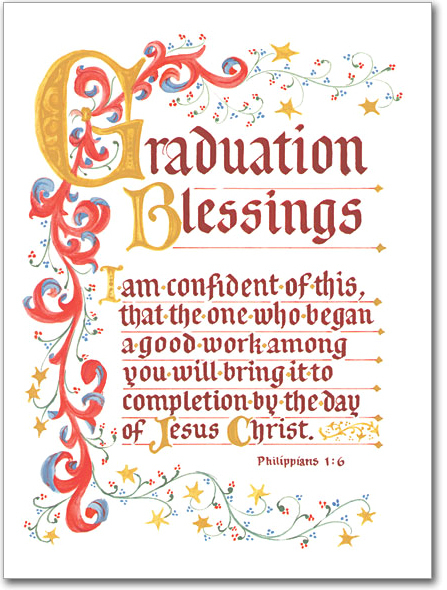 Graduation
Blessings
I·am·confident·of·this,
that·the·one·who·began
a·good·work·among
you·will·bring·it·to
completion·by·the·day
of Jesus Christ.
Philippians 1:6